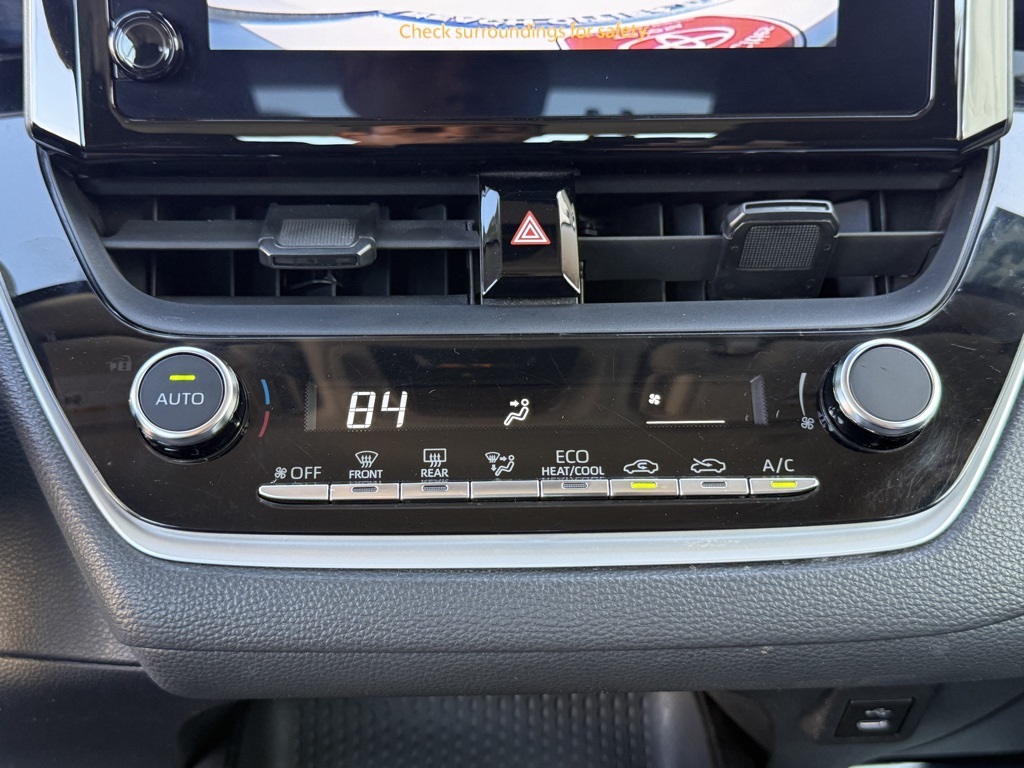 Check surroundings for safety.
AUTO
84
OFF
FRONT
REAR
ECO
HEAT/COOL
A/C